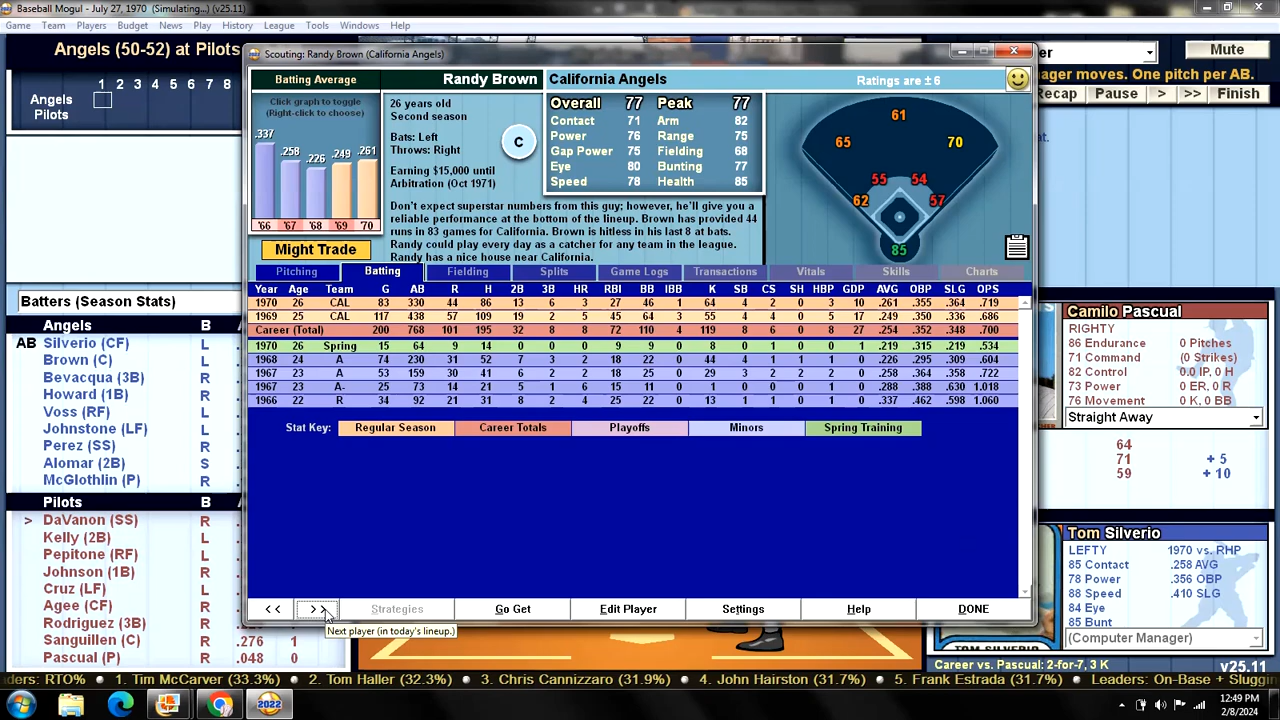 Baseball Mogul - July 27, 1970 (Simulating...) (v25.11)
Game Team Players Budget News Play History League Tools Windows Help
Angels (50-52) at Pilots
Mute
1 2 3 4 5 6 7 8
Angels
Pilots
anager moves. One pitch per AB.
Recap Pause > >> Finish
Scouting: Randy Brown (California Angels)
Batting Average
Randy Brown
California Angels
Ratings are ± 6
Click graph to toggle
(Right-click to choose)
.337 .258 .226 .249 .261
'66 '67 '68 '69 '70
Might Trade
26 years old
Second season
Bats: Left
Throws: Right
C
Earning $15,000 until
Arbitration (Oct 1971)
Overall 77 Peak 77
Contact 71 Arm 82
Power 76 Range 75
Gap Power 75 Fielding 68
Eye 80 Bunting 77
Speed 78 Health 85
Don't expect superstar numbers from this guy; however, he'll give you a
reliable performance at the bottom of the lineup. Brown has provided 44
runs in 83 games for California. Brown is hitless in his last 8 at bats.
Randy could play every day as a catcher for any team in the league.
Randy has a nice house near California.
61
65 70
55 54
62 57
85
Pitching Batting Fielding Splits Game Logs Transactions Vitals Skills Charts
Year Age Team G AB R H 2B 3B HR RBI BB IBB K SB CS SH HBP GDP AVG OBP SLG OPS
1970 26 CAL 83 330 44 86 13 6 3 27 46 1 64 4 2 0 3 10 .261 .355 .364 .719
1969 25 CAL 117 438 57 109 19 2 5 45 64 3 55 4 4 0 5 17 .249 .350 .336 .686
Career (Total) 200 768 101 195 32 8 8 72 110 4 119 8 6 0 8 27 .254 .352 .348 .700
1970 26 Spring 15 64 9 14 0 0 0 9 9 0 8 0 1 0 0 1 .219 .315 .219 .534
1968 24 A 74 230 31 52 7 3 2 18 22 0 44 4 1 1 2 4 .226 .296 .309 .604
1967 23 A 53 159 30 41 6 2 2 18 25 0 29 3 2 2 2 0 .258 .364 .358 .722
1967 23 A- 25 73 14 21 5 1 6 15 11 0 1 0 0 0 1 0 .288 .388 .630 1.018
1966 22 R 34 92 21 31 8 2 4 25 22 0 13 1 1 0 1 0 .337 .462 .598 1.060
Stat Key: Regular Season Career Totals Playoffs Minors Spring Training
<< >> Strategies Go Get Edit Player Settings Help DONE
Next player (in today's lineup.)
Batters (Season Stats)
Angels B
AB Silverio (CF) L
Brown (C) L
Bevacqua (3B) R
Howard (1B) R
Voss (RF) L
Johnstone (LF) L
Perez (SS) R
Alomar (2B) S
McGlothlin (P) R
Pilots B
> DaVanon (SS) R
Kelly (2B) L
Pepitone (RF) L
Johnson (1B) R
Cruz (LF) L
Agee (CF) R
Rodriguez (3B) R
Sanguillen (C) R .276 1
Pascual (P) R .048 0
Camilo Pascual
RIGHTY
86 Endurance 0 Pitches
71 Command (0 Strikes)
72 Control 0.0 IP, 0 H
73 Power 0 ER, 0 R
76 Movement 0 K, 0 BB
Straight Away
64
71 + 5
59 + 10
Tom Silverio
LEFTY 1970 vs. RHP
85 Contact .258 AVG
78 Power .356 OBP
88 Speed .410 SLG
84 Eye
85 Bunt
(Computer Manager)
TOM SILVERIO
Career vs. Pascual: 2-for-7, 3 K
v25.11
ders: RTO% • 1. Tim McCarver (33.3%) • 2. Tom Haller (32.3%) • 3. Chris Cannizzaro (31.9%) • 4. John Hairston (31.7%) • 5. Frank Estrada (31.7%) • Leaders: On-Base + Sluggin
2022
12:49 PM
2/8/2024